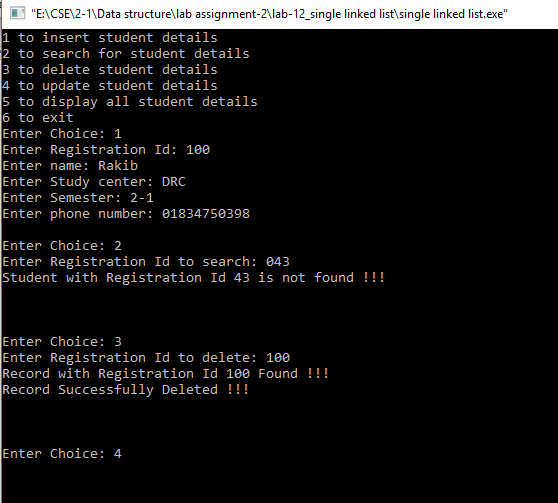 "E:\CSE\2-1\Data structure\lab assignment-2\lab-12_single linked list\single linked list.exe"
1 to insert student details
2 to search for student details
3 to delete student details
4 to update student details
5 to display all student details
6 to exit
Enter Choice: 1
Enter Registration Id: 100
Enter name: Rakib
Enter Study center: DRC
Enter Semester: 2-1
Enter phone number: 01834750398
Enter Choice: 2
Enter Registration Id to search: 043
Student with Registration Id 43 is not found !!!
Enter Choice: 3
Enter Registration Id to delete: 100
Record with Registration Id 100 Found !!!
Record Successfully Deleted !!!
Enter Choice: 4